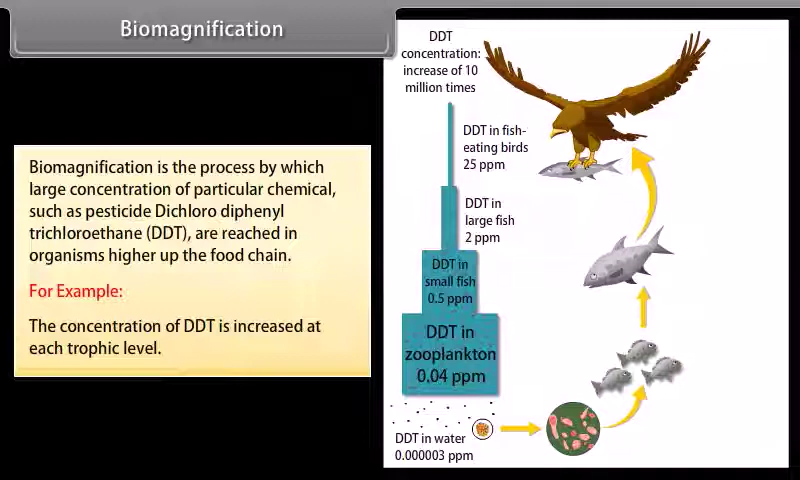 Biomagnification
Biomagnification is the process by which
large concentration of particular chemical,
such as pesticide Dichloro diphenyl
trichloroethane (DDT), are reached in
organisms higher up the food chain.
For Example:
The concentration of DDT is increased at
each trophic level.
DDT
concentration:
increase of 10
million times
DDT in fish-
eating birds
25 ppm
DDT in
large fish
2 ppm
DDT in
small fish
0.5 ppm
DDT in
zooplankton
0.04 ppm
DDT in water
0.000003 ppm